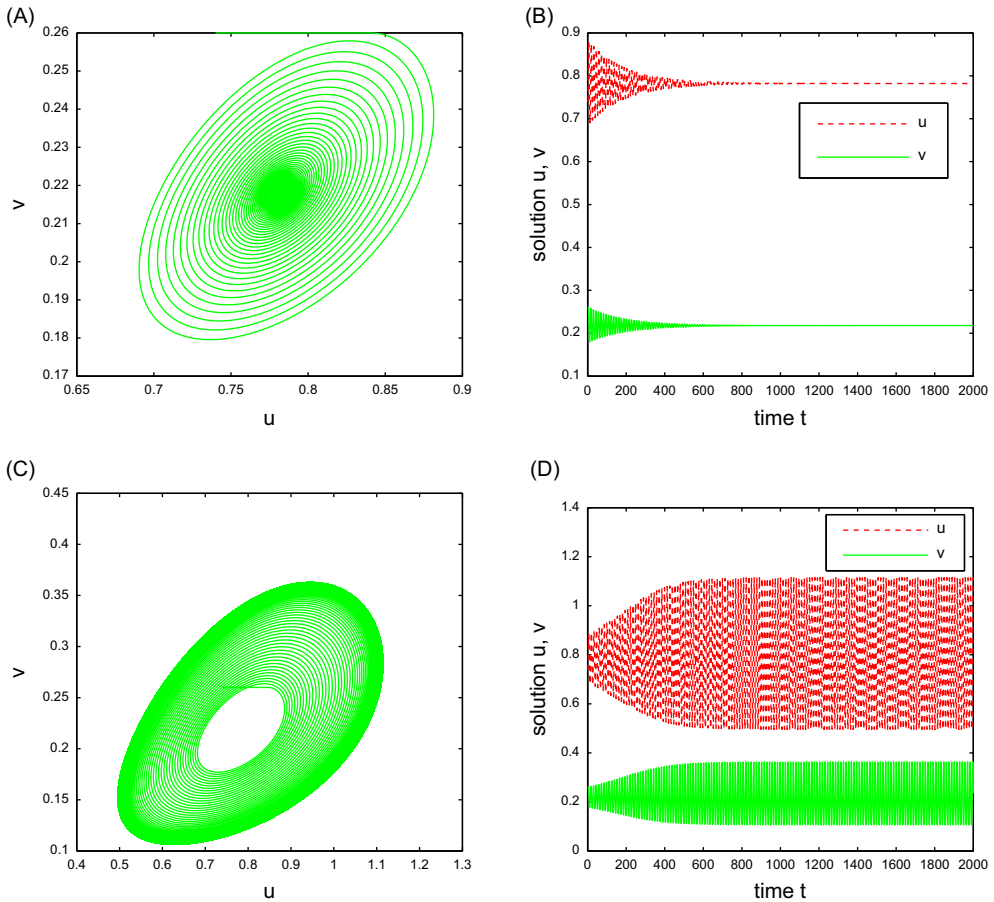 (A)
0.26
0.25
0.24
0.23
0.22
0.21
0.2
0.19
0.18
0.17
0.65 0.7 0.75 0.8 0.85 0.9
v
u
(B)
0.9
0.8
0.7
0.6
0.5
0.4
0.3
0.2
0.1
0 200 400 600 800 1000 1200 1400 1600 1800 2000
solution u, v
time t
u
v
(C)
0.45
0.4
0.35
0.3
0.25
0.2
0.15
0.1
0.4 0.5 0.6 0.7 0.8 0.9 1 1.1 1.2 1.3
v
u
(D)
1.4
1.2
1
0.8
0.6
0.4
0.2
0
0 200 400 600 800 1000 1200 1400 1600 1800 2000
solution u, v
time t
u
v